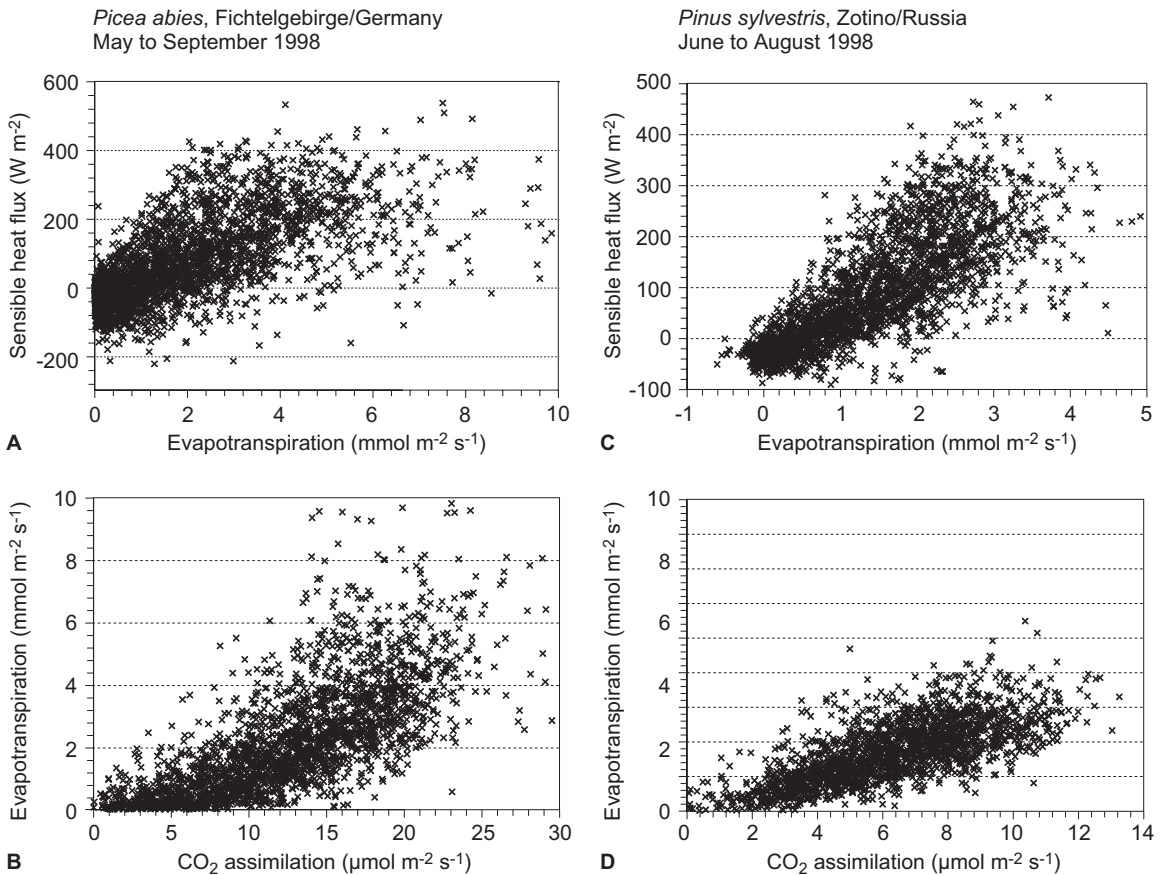 Picea abies, Fichtelgebirge/Germany
May to September 1998
Pinus sylvestris, Zotino/Russia
June to August 1998
600
400
200
0
-200
Sensible heat flux (W m-2)
0 2 4 6 8 10
Evapotranspiration (mmol m-2 s-1)
A
500
400
300
200
100
0
-100
Sensible heat flux (W m-2)
-1 0 1 2 3 4 5
Evapotranspiration (mmol m-2 s-1)
C
10
8
6
4
2
0
Evapotranspiration (mmol m-2 s-1)
0 5 10 15 20 25 30
CO2 assimilation (µmol m-2 s-1)
B
10
8
6
4
2
0
Evapotranspiration (mmol m-2 s-1)
0 2 4 6 8 10 12 14
CO2 assimilation (µmol m-2 s-1)
D